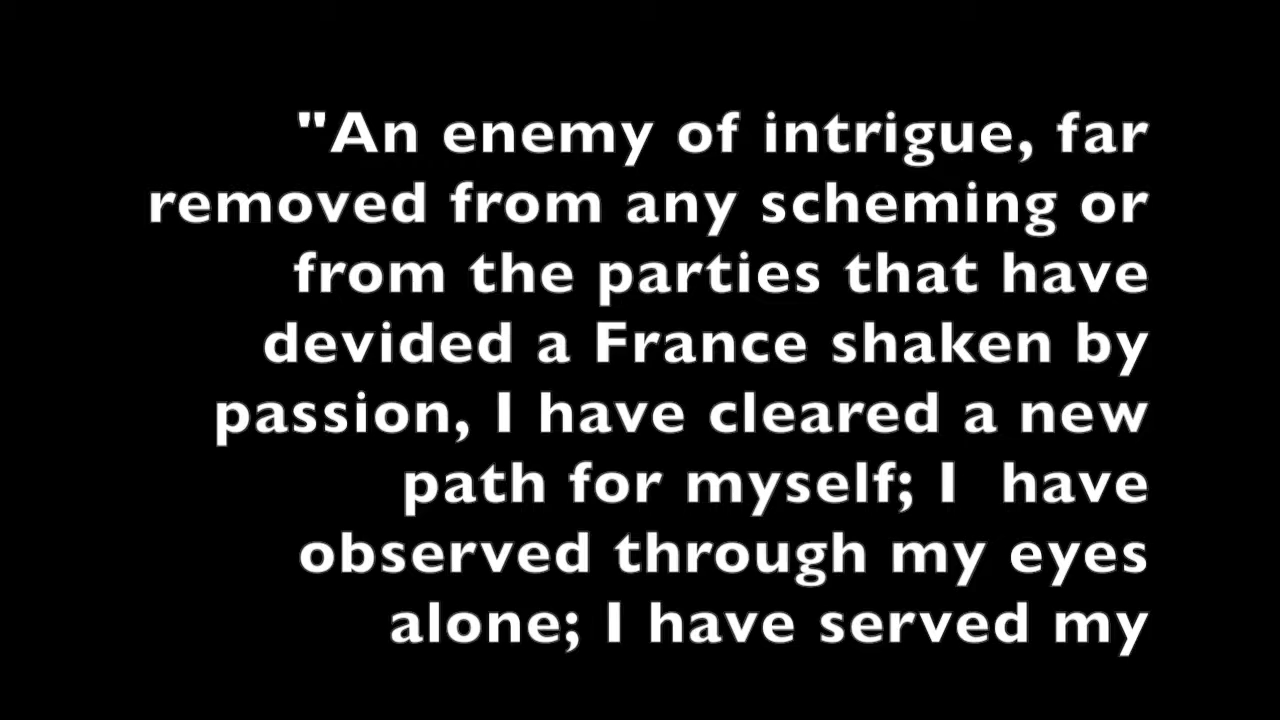 "An enemy of intrigue, far
removed from any scheming or
from the parties that have
devided a France shaken by
passion, I have cleared a new
path for myself; I  have
observed through my eyes
alone; I have served my